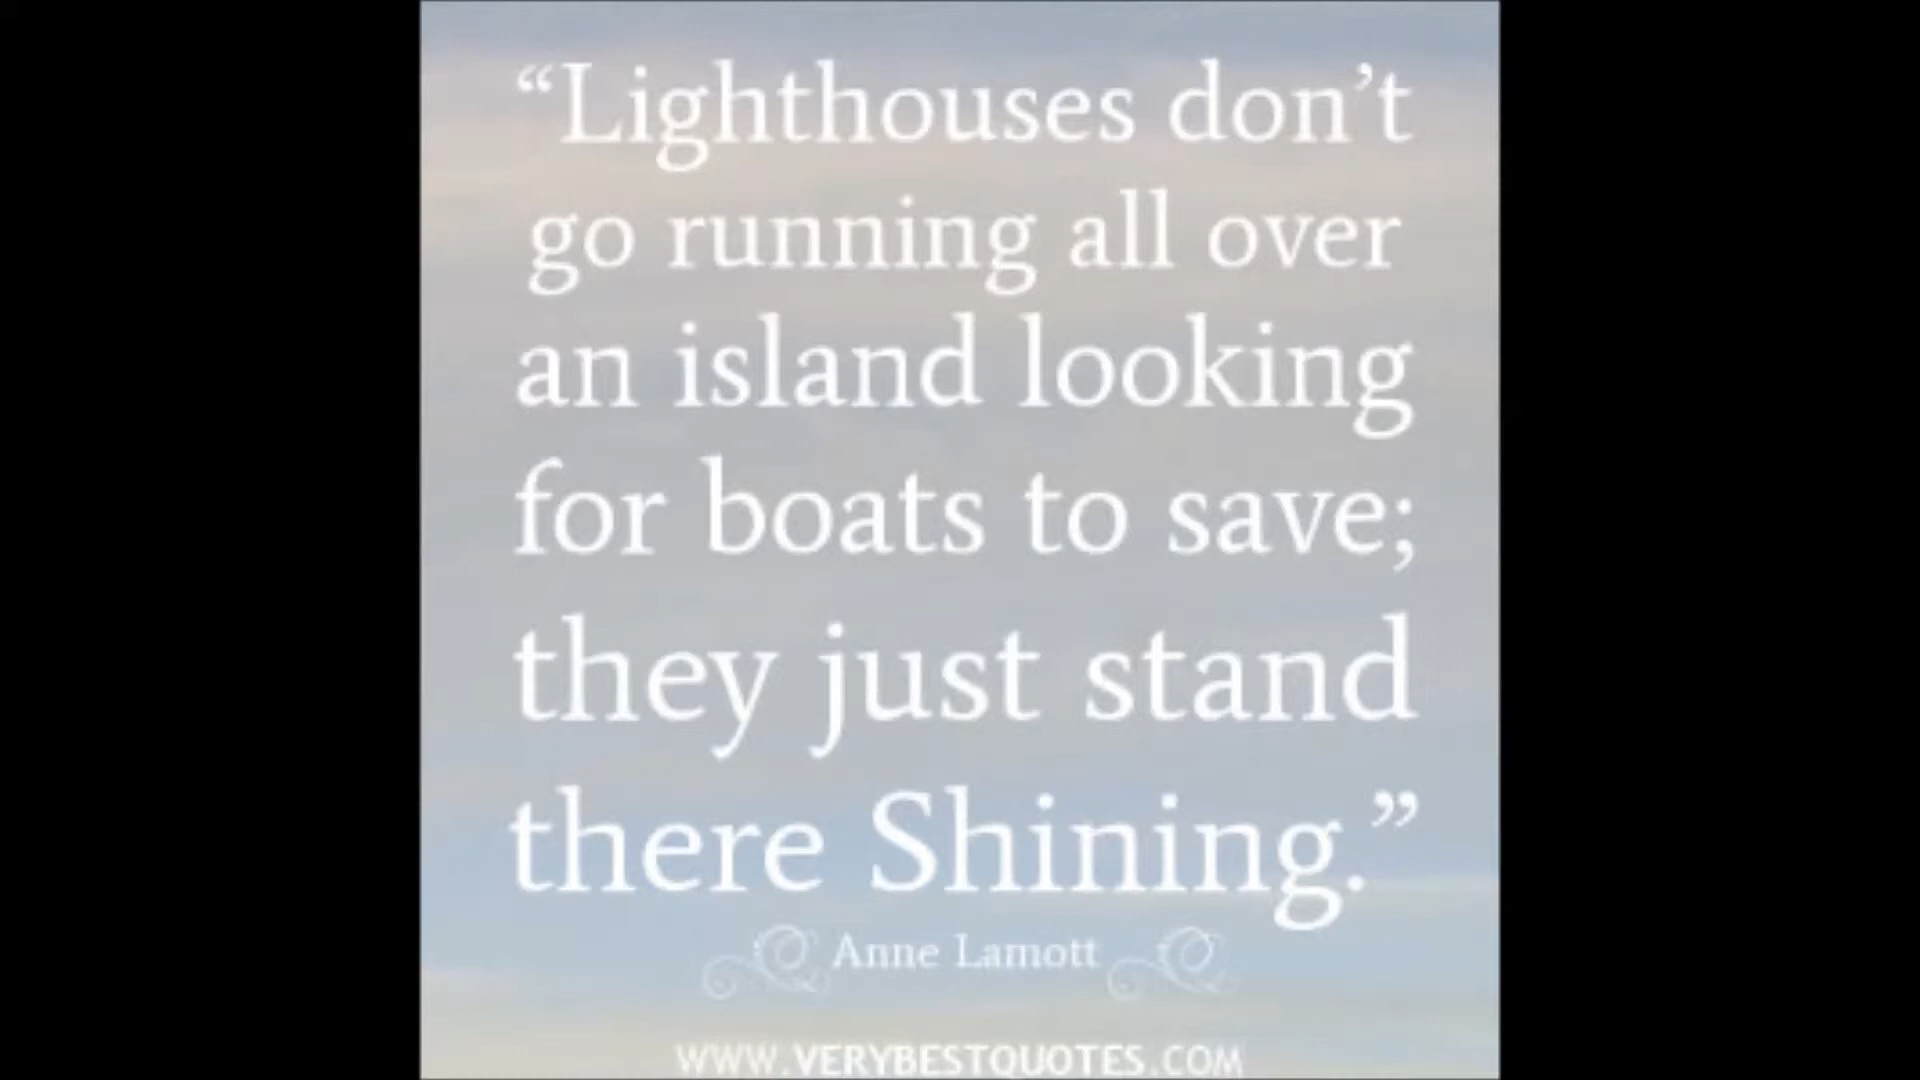 “Lighthouses don’t
go running all over
an island looking
for boats to save;
they just stand
there Shining.”
Anne Lamott
WWW.VERYBESTQUOTES.COM